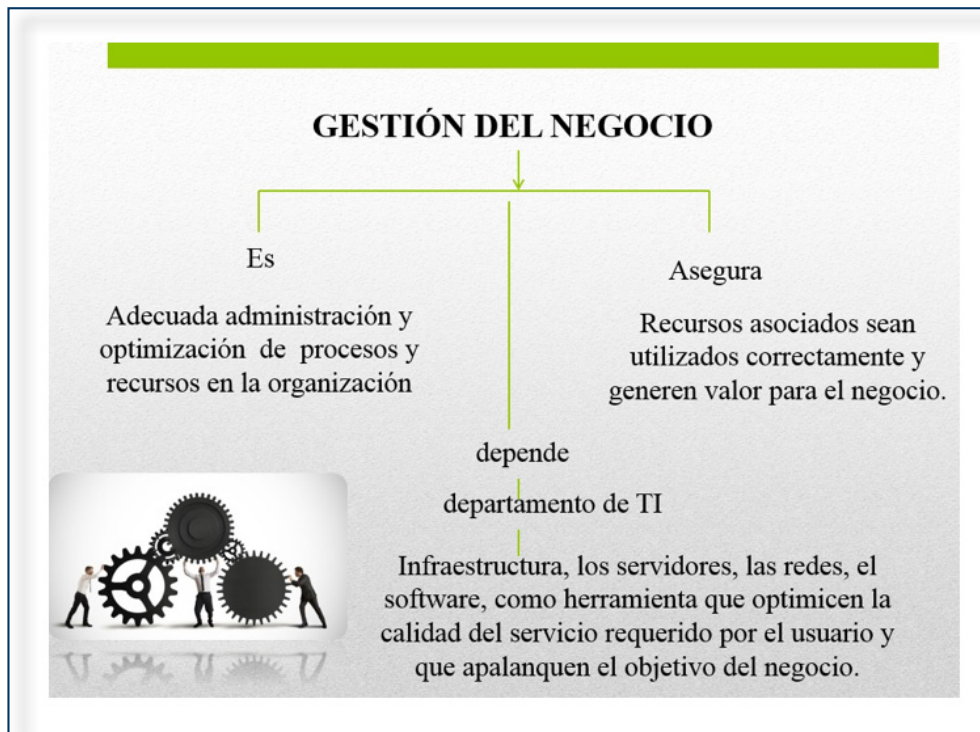 GESTIÓN DEL NEGOCIO
Es
Adecuada administración y
optimización de procesos y
recursos en la organización
Asegura
Recursos asociados sean
utilizados correctamente y
generen valor para el negocio.
depende
departamento de TI
Infraestructura, los servidores, las redes, el
software, como herramienta que optimicen la
calidad del servicio requerido por el usuario y
que apalanquen el objetivo del negocio.